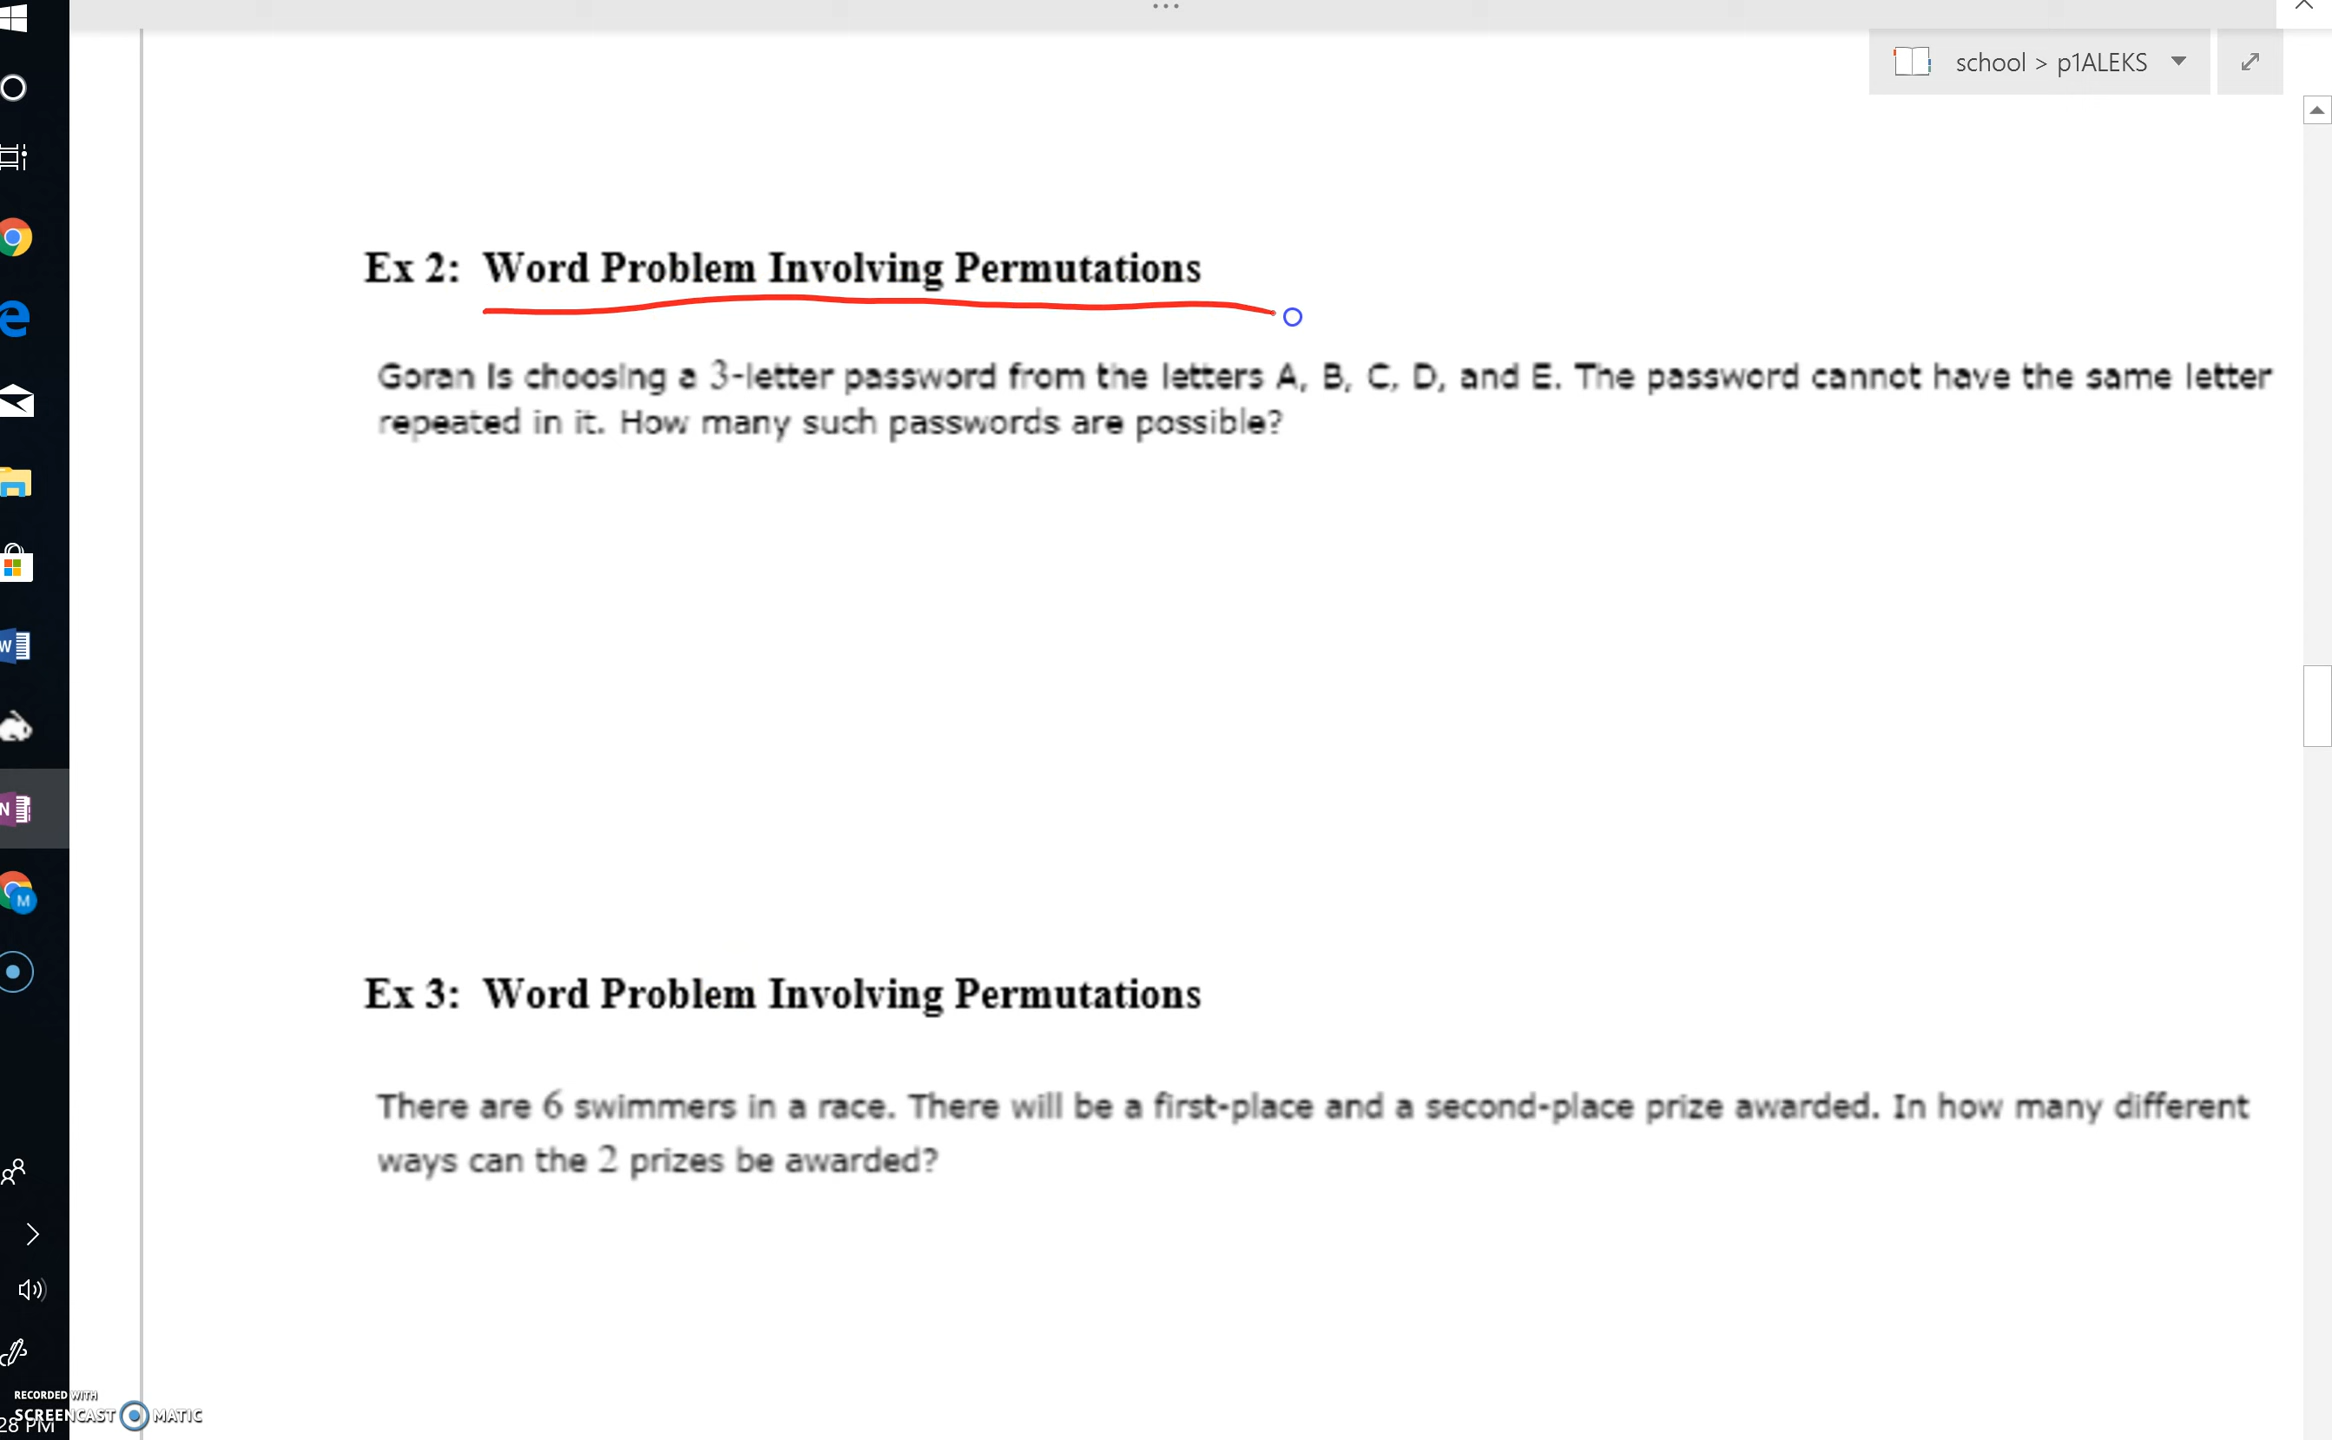 school > p1ALEKS
Ex 2: Word Problem Involving Permutations
Goran is choosing a 3-letter password from the letters A, B, C, D, and E. The password cannot have the same letter
repeated in it. How many such passwords are possible?
Ex 3: Word Problem Involving Permutations
There are 6 swimmers in a race. There will be a first-place and a second-place prize awarded. In how many different
ways can the 2 prizes be awarded?
W
N
M
RECORDED WITH
SCREENCAST MATIC
28 PM